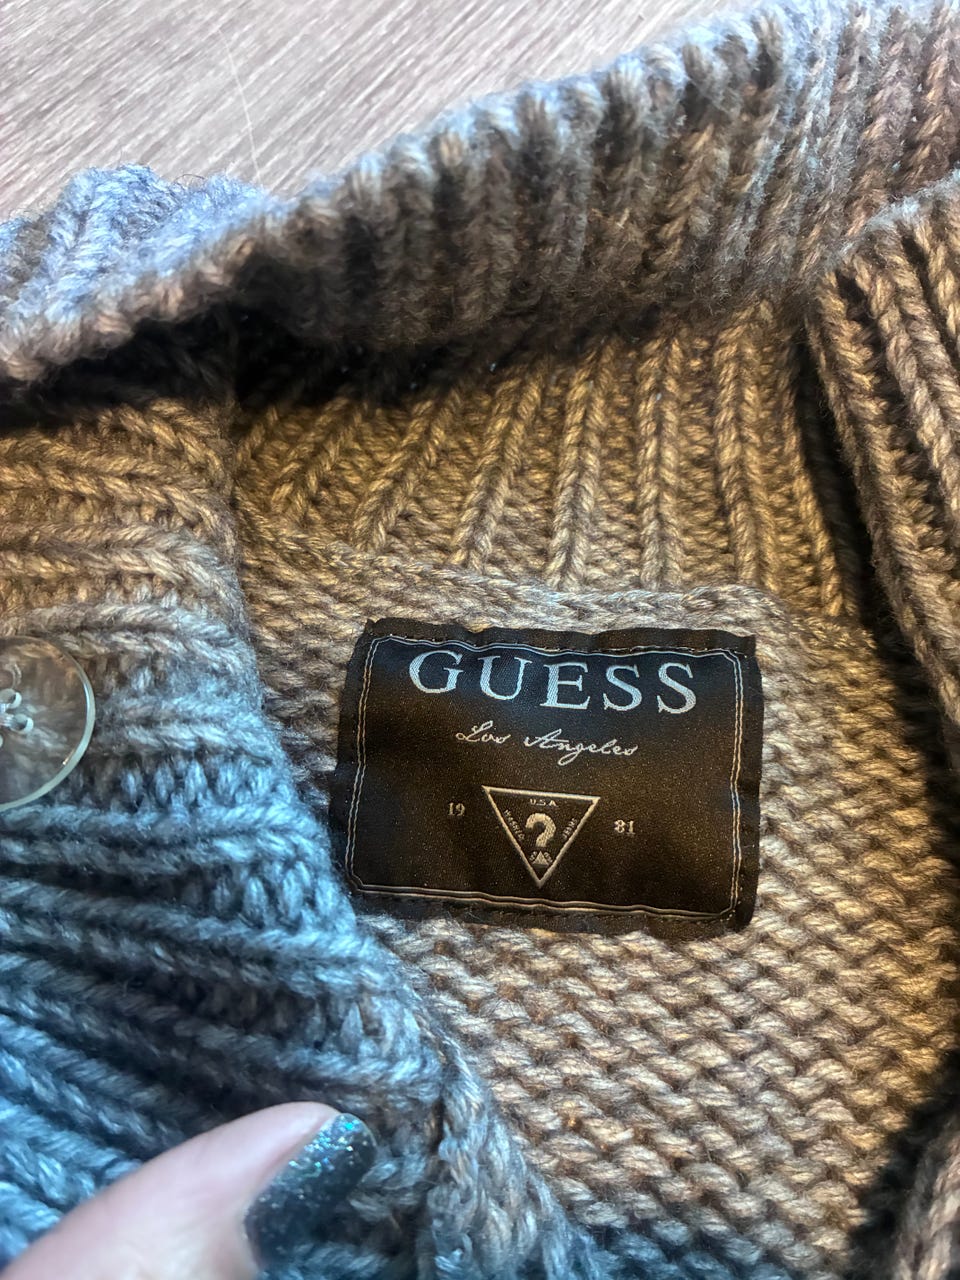 GUESS
Los Angeles
19 81
U.S.A
?